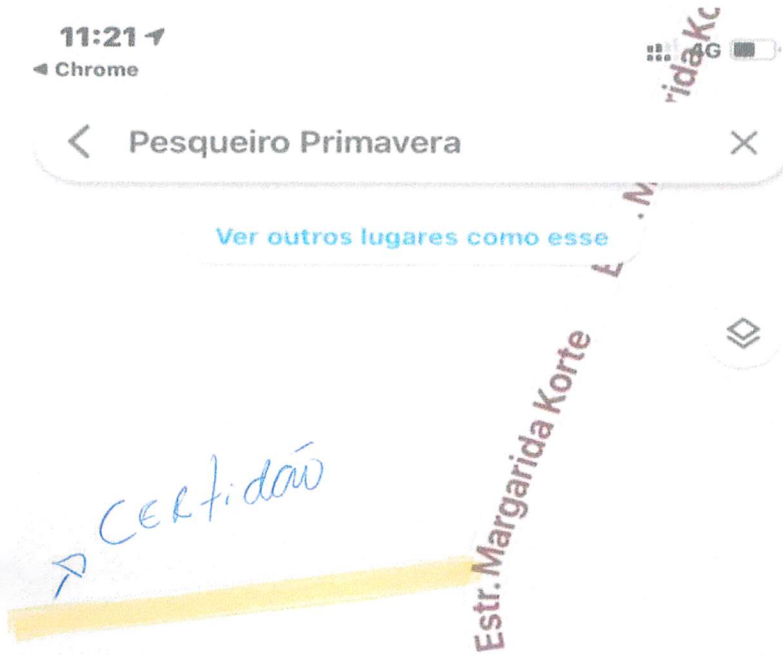 11:21
4G
◀ Chrome
Pesqueiro Primavera
Ver outros lugares como esse
Estr. Margarida Korte
CERtidão